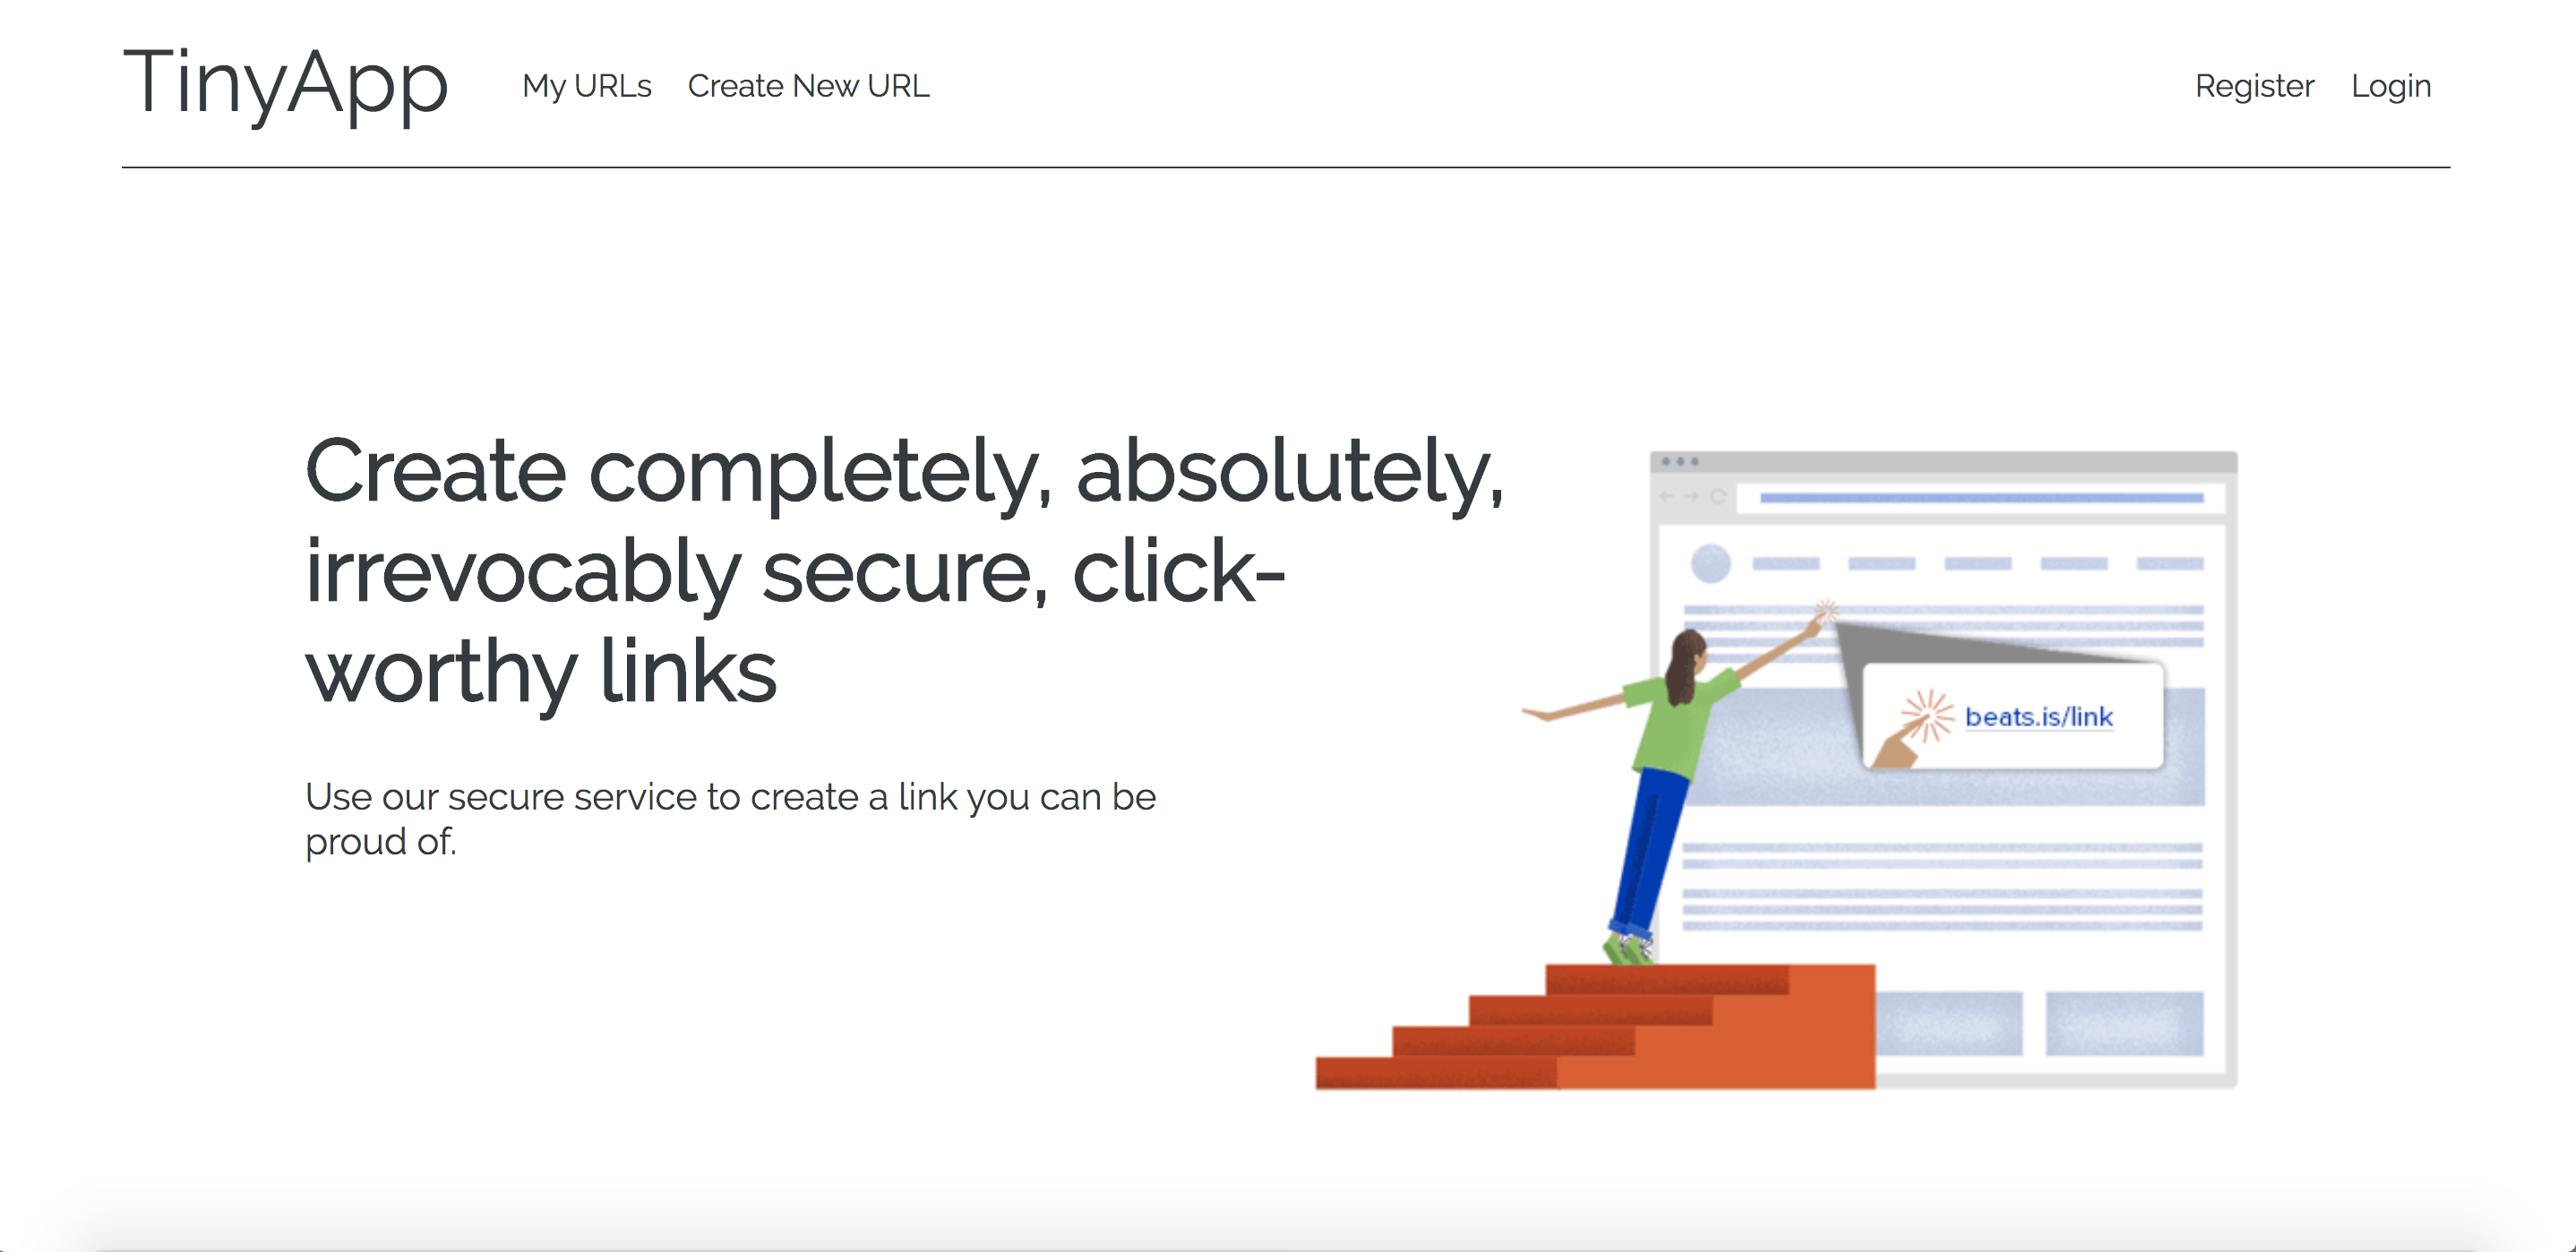 TinyApp My URLs Create New URL Register Login
Create completely, absolutely,
irrevocably secure, click-
worthy links
Use our secure service to create a link you can be
proud of.
beats.is/link